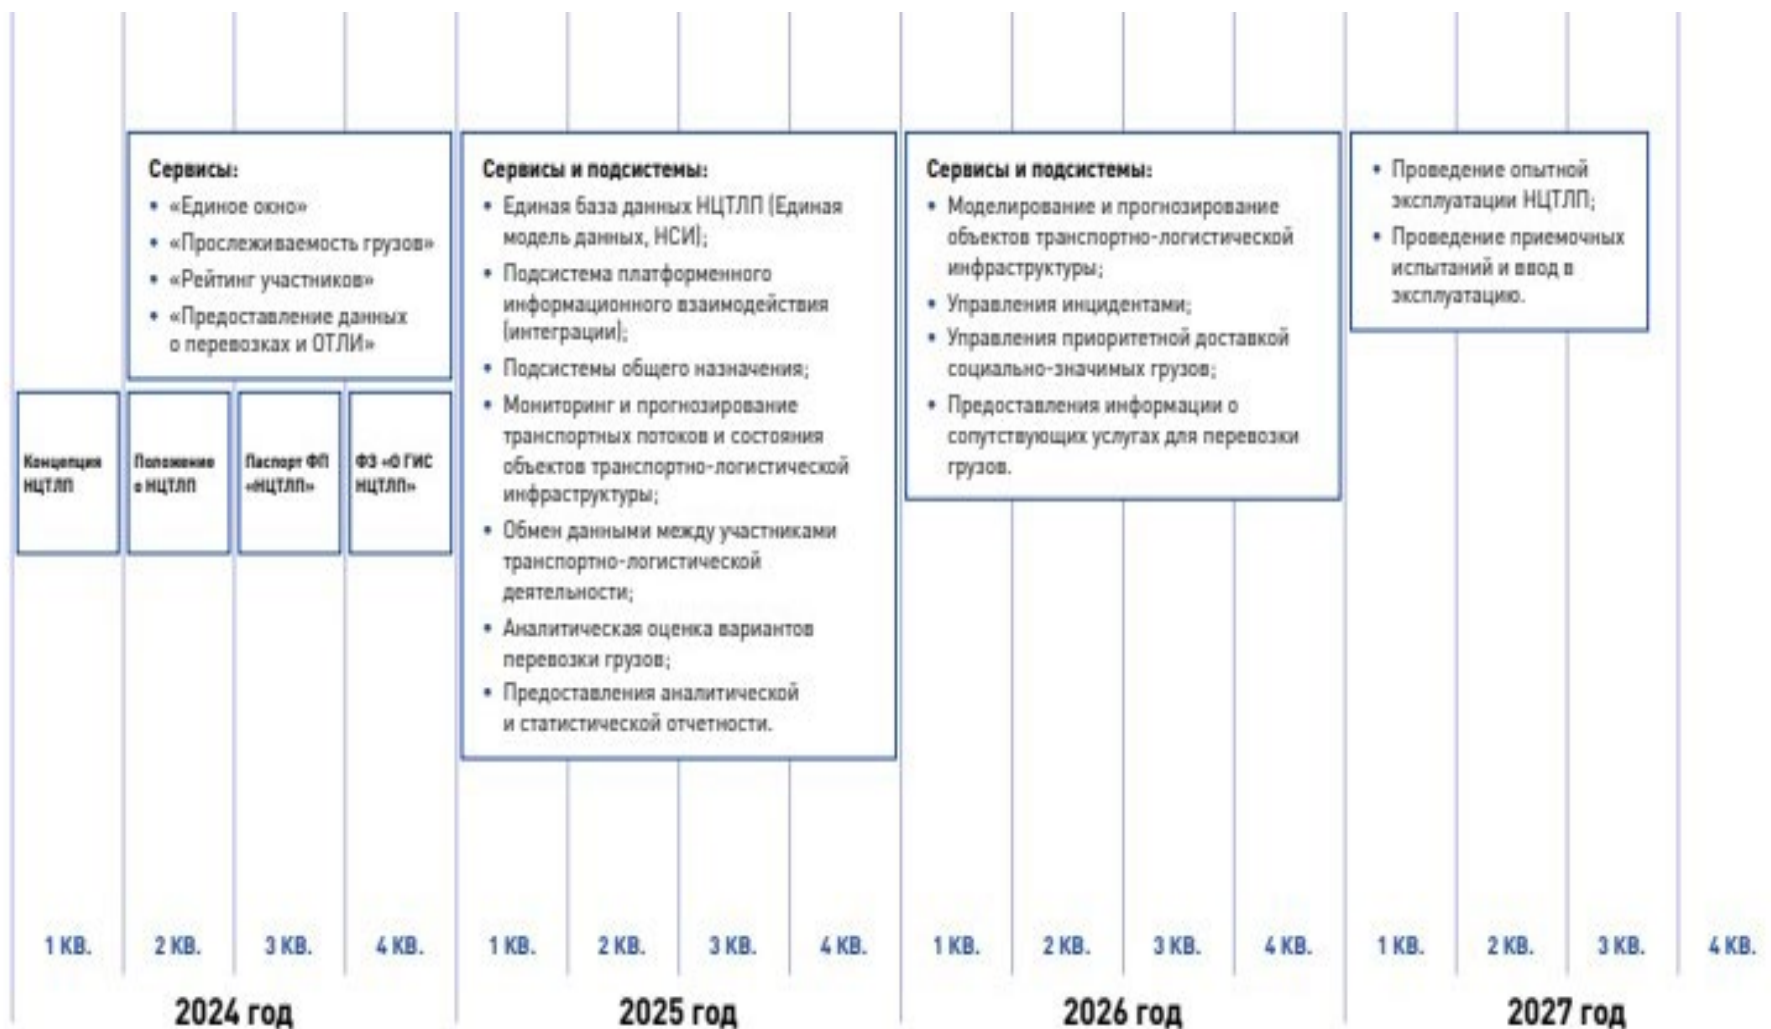 Сервисы:
• «Единое окно»
• «Прослеживаемость грузов»
• «Рейтинг участников»
• «Предоставление данных
о перевозках и ОТЛИ»
Концепция
НЦТЛП
Положение
о НЦТЛП
Паспорт ФП
«НЦТЛП»
ФЗ «О ГИС
НЦТЛП»
Сервисы и подсистемы:
• Единая база данных НЦТЛП (Единая
модель данных, НСИ);
• Подсистема платформенного
информационного взаимодействия
(интеграции);
• Подсистемы общего назначения;
• Мониторинг и прогнозирование
транспортных потоков и состояния
объектов транспортно-логистической
инфраструктуры;
• Обмен данными между участниками
транспортно-логистической
деятельности;
• Аналитическая оценка вариантов
перевозки грузов;
• Предоставления аналитической
и статистической отчетности.
Сервисы и подсистемы:
• Моделирование и прогнозирование
объектов транспортно-логистической
инфраструктуры;
• Управления инцидентами;
• Управления приоритетной доставкой
социально-значимых грузов;
• Предоставления информации о
сопутствующих услугах для перевозки
грузов.
• Проведение опытной
эксплуатации НЦТЛП;
• Проведение приемочных
испытаний и ввод в
эксплуатацию.
1 КВ. 2 КВ. 3 КВ. 4 КВ. 1 КВ. 2 КВ. 3 КВ. 4 КВ. 1 КВ. 2 КВ. 3 КВ. 4 КВ. 1 КВ. 2 КВ. 3 КВ. 4 КВ.
2024 год 2025 год 2026 год 2027 год